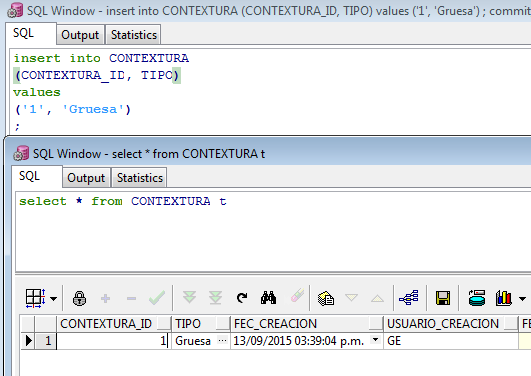 SQL Window - insert into CONTEXTURA (CONTEXTURA_ID, TIPO) values ('1', 'Gruesa') ; commit
SQL Output Statistics
insert into CONTEXTURA
(CONTEXTURA_ID, TIPO)
values
('1', 'Gruesa')
;
SQL Window - select * from CONTEXTURA t
SQL Output Statistics
select * from CONTEXTURA t
CONTEXTURA_ID TIPO FEC_CREACION USUARIO_CREACION FE
1 1 Gruesa ... 13/09/2015 03:39:04 p.m. GE